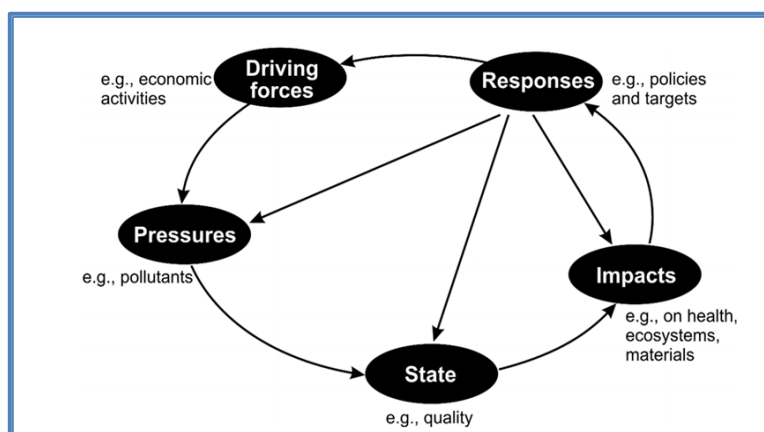 Driving
forces
e.g., economic
activities
Responses
e.g., policies
and targets
Pressures
e.g., pollutants
Impacts
e.g., on health,
ecosystems,
materials
State
e.g., quality